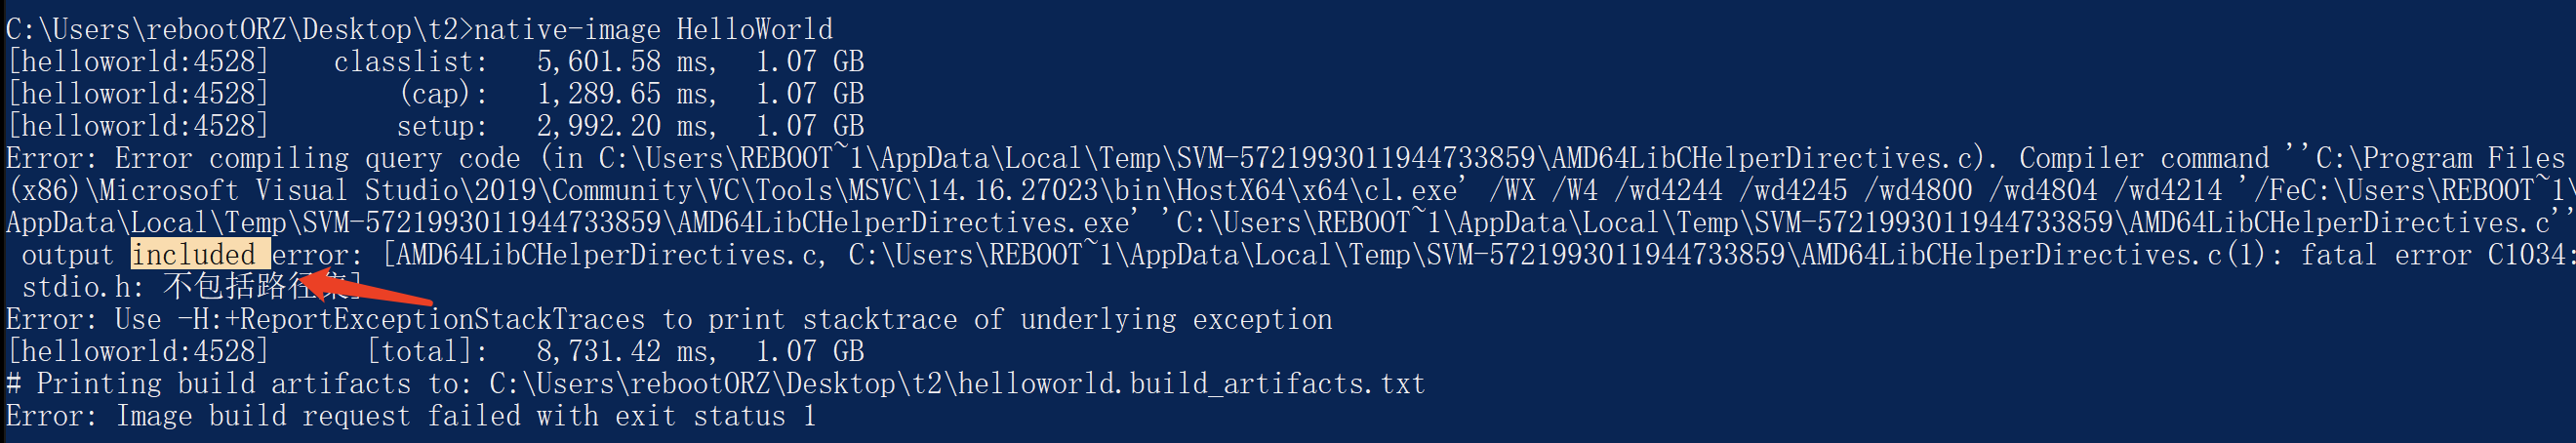 C:\Users\rebootORZ\Desktop\t2>native-image HelloWorld
[helloworld:4528]    classlist:   5,601.58 ms,  1.07 GB
[helloworld:4528]        (cap):   1,289.65 ms,  1.07 GB
[helloworld:4528]        setup:   2,992.20 ms,  1.07 GB
Error: Error compiling query code (in C:\Users\REBOOT~1\AppData\Local\Temp\SVM-5721993011944733859\AMD64LibCHelperDirectives.c). Compiler command ''C:\Program Files
(x86)\Microsoft Visual Studio\2019\Community\VC\Tools\MSVC\14.16.27023\bin\HostX64\x64\cl.exe' /WX /W4 /wd4244 /wd4245 /wd4800 /wd4804 /wd4214 '/FeC:\Users\REBOOT~1\
AppData\Local\Temp\SVM-5721993011944733859\AMD64LibCHelperDirectives.exe' 'C:\Users\REBOOT~1\AppData\Local\Temp\SVM-5721993011944733859\AMD64LibCHelperDirectives.c''
 output included error: [AMD64LibCHelperDirectives.c, C:\Users\REBOOT~1\AppData\Local\Temp\SVM-5721993011944733859\AMD64LibCHelperDirectives.c(1): fatal error C1034:
 stdio.h: 不包括路径集]
Error: Use -H:+ReportExceptionStackTraces to print stacktrace of underlying exception
[helloworld:4528]      [total]:   8,731.42 ms,  1.07 GB
# Printing build artifacts to: C:\Users\rebootORZ\Desktop\t2\helloworld.build_artifacts.txt
Error: Image build request failed with exit status 1